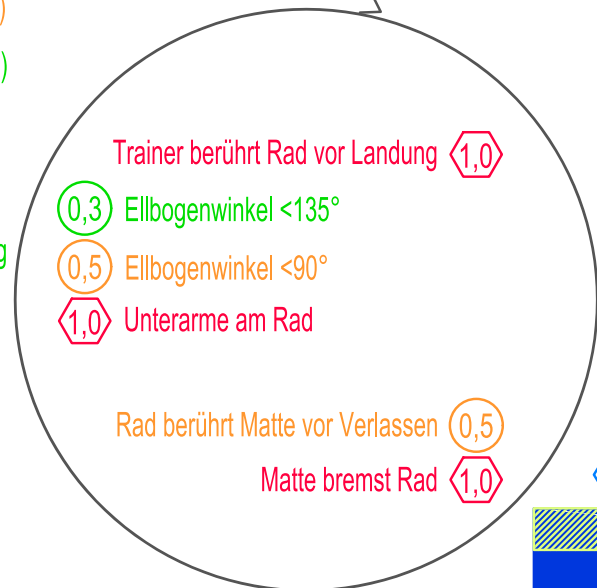 )
)
Trainer berührt Rad vor Landung 1,0
0,3 Ellbogenwinkel <135°
g
0,5 Ellbogenwinkel <90°
1,0 Unterarme am Rad
Rad berührt Matte vor Verlassen 0,5
Matte bremst Rad 1,0